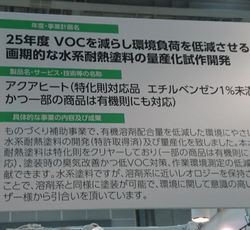 年度・事業計画名
25年度 VOCを減らし環境負荷を低減させる
画期的な水系耐熱塗料の量産化試作開発
製品名・サービス・技術等の名称
アクアヒート(特化則対応品 エチルベンゼン1%未満
かつ一部の商品は有機則にも対応)
具体的な事業の内容及び成果
ものづくり補助事業で、有機溶剤配合量を低減した環境にやさし
水系耐熱塗料の開発(特許取得済)及び量産化を致しました。本
耐熱塗料は特化則をクリヤーしており(一部の商品は有機則に
応)、塗装時の臭気改善かつ低VOC対策、作業環境の改善に貢
献できます。水系塗料ですが、溶剤系に近いレオロジーを保持さ
ことで、溶剤系と同様に塗装が可能で、環境に関して意識の高い
ザー様から引合いを頂いています。